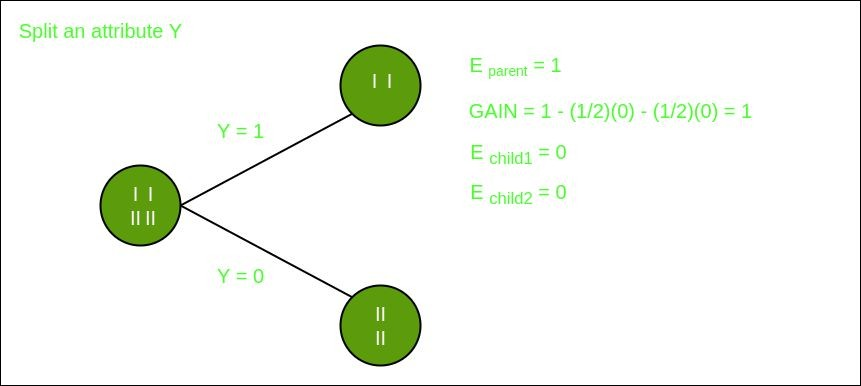 Split an attribute Y
I I
E parent = 1
GAIN = 1 - (1/2)(0) - (1/2)(0) = 1
Y = 1
E child1 = 0
I I
II II
E child2 = 0
Y = 0
II
II